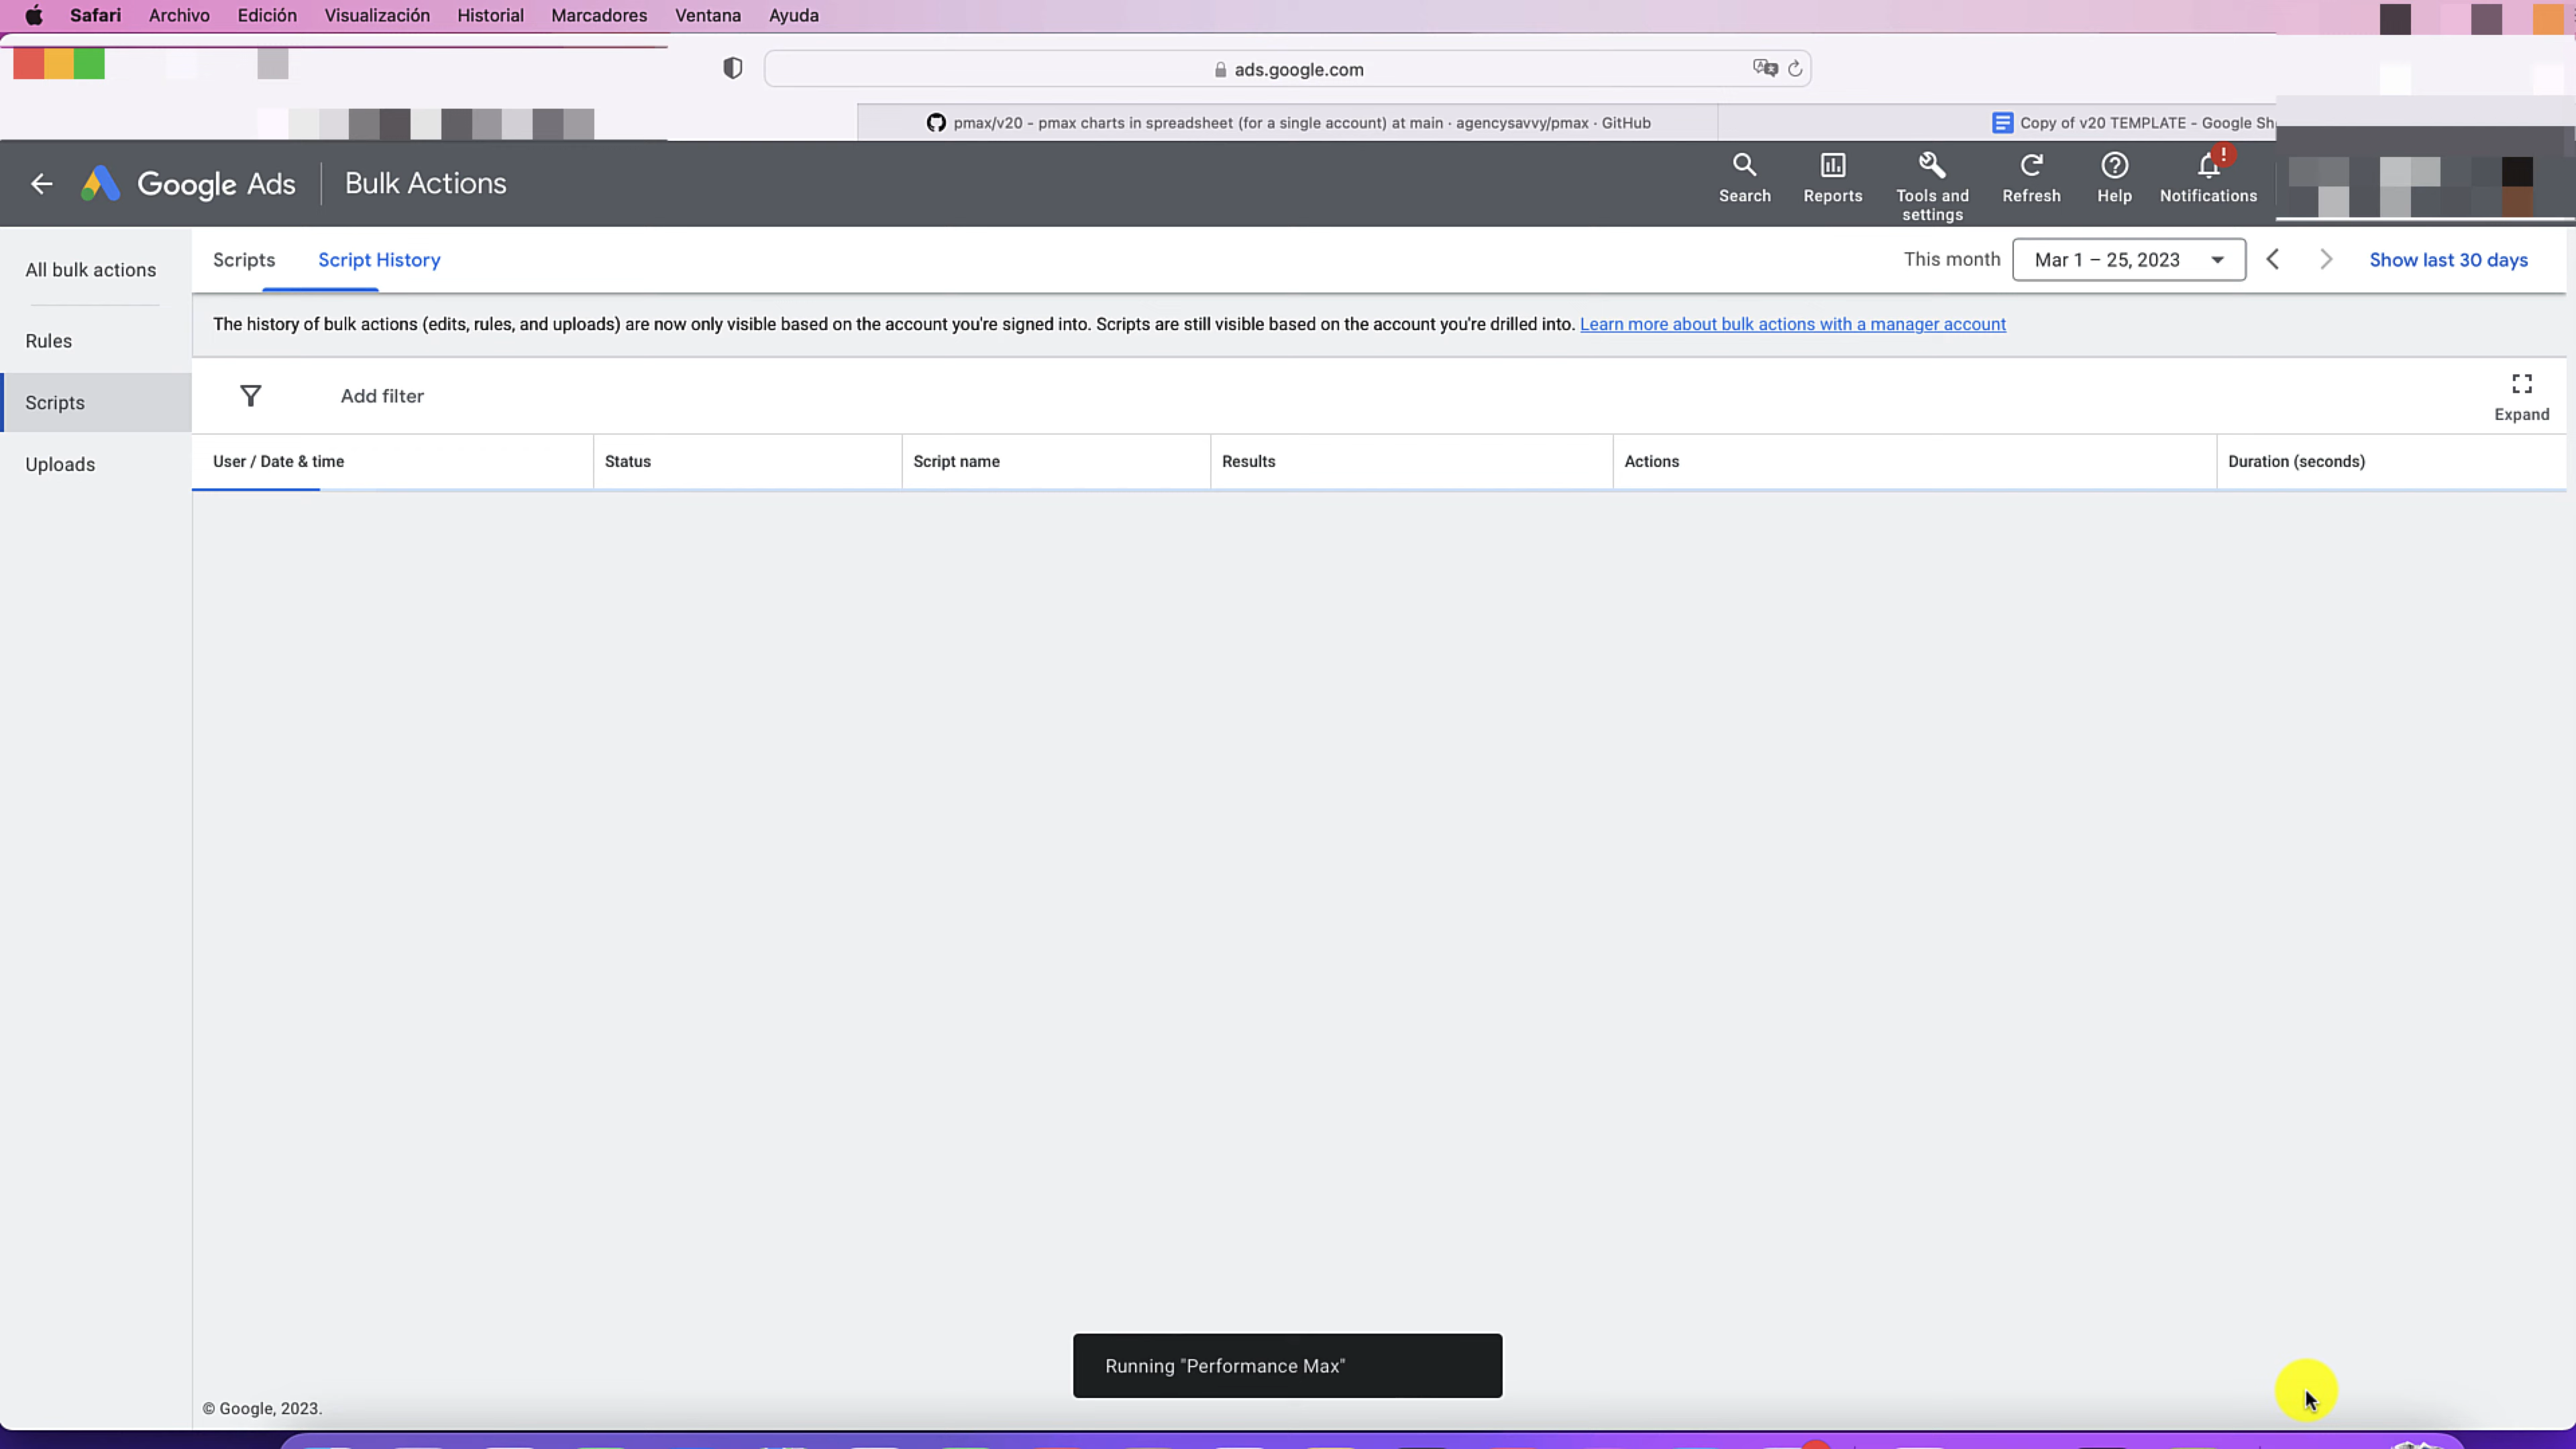 Safari Archivo Edición Visualización Historial Marcadores Ventana Ayuda
ads.google.com
pmax/v20 - pmax charts in spreadsheet (for a single account) at main · agencysavvy/pmax · GitHub
Copy of v20 TEMPLATE - Google Sh
Google Ads Bulk Actions
Search
Reports
Tools and
settings
Refresh
Help
!
Notifications
All bulk actions
Rules
Scripts
Uploads
Scripts Script History
This month Mar 1 – 25, 2023 Show last 30 days
The history of bulk actions (edits, rules, and uploads) are now only visible based on the account you're signed into. Scripts are still visible based on the account you're drilled into. Learn more about bulk actions with a manager account
Add filter
Expand
User / Date & time Status Script name Results Actions Duration (seconds)
Running "Performance Max"
© Google, 2023.